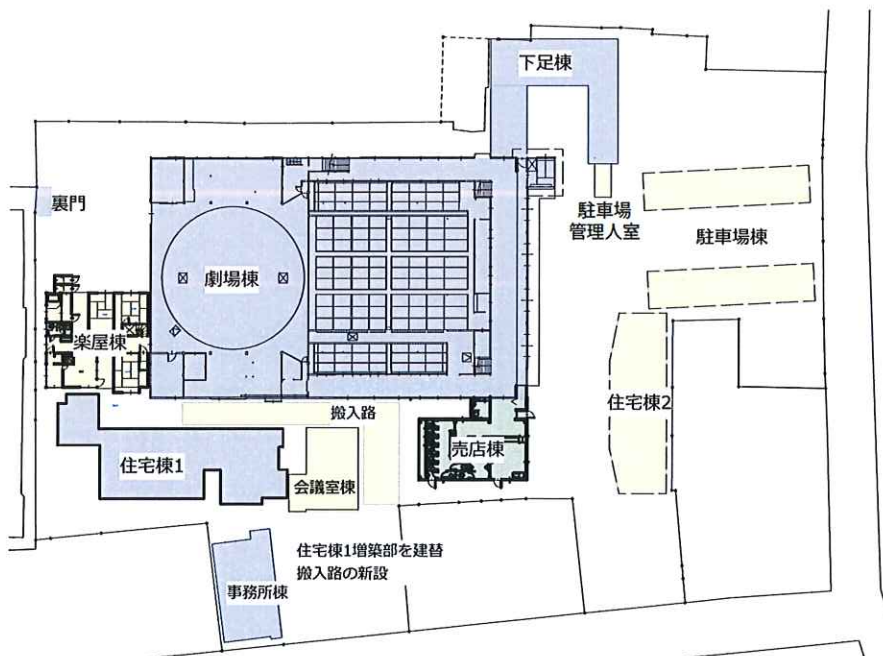 下足棟
裏門
駐車場
管理人室
駐車場棟
劇場棟
楽屋棟
住宅棟2
搬入路
売店棟
住宅棟1
会議室棟
住宅棟1増築部を建替
搬入路の新設
事務所棟